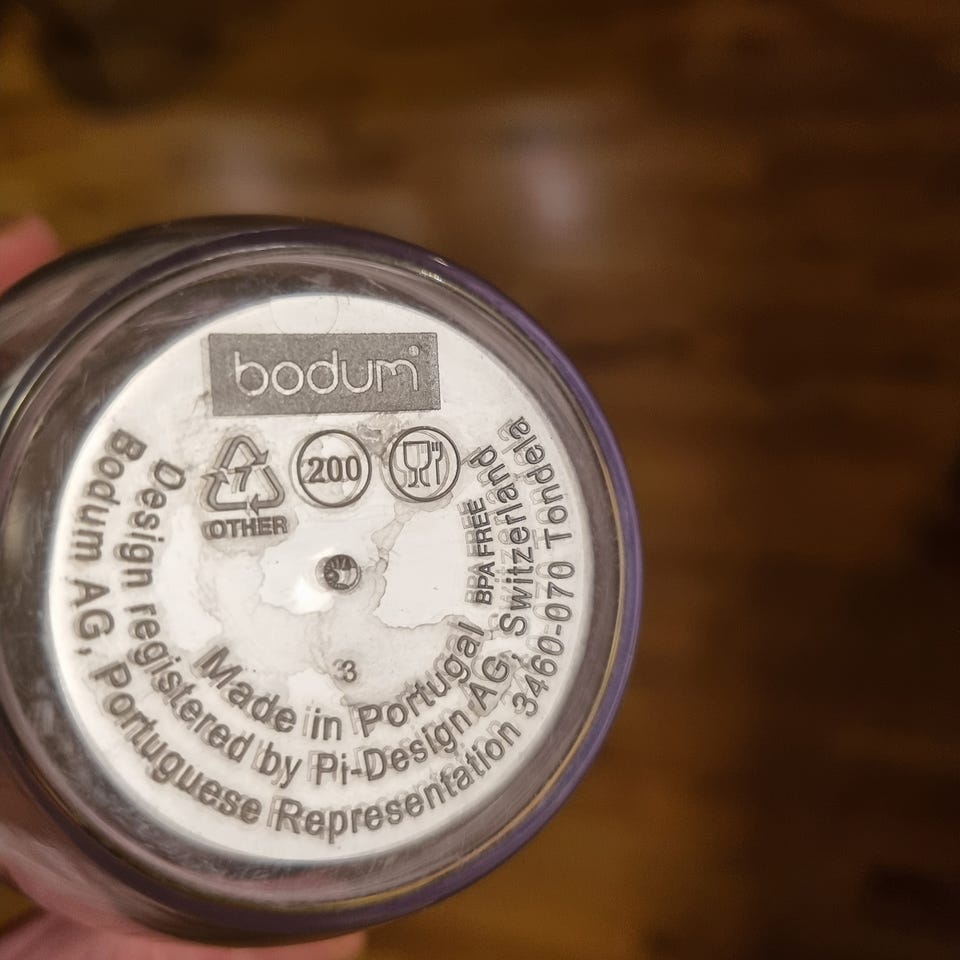 bodum®
7
OTHER
200
BPA FREE
8
Made in Portugal
Design registered by Pi-Design AG, Switzerland
Bodum AG, Portuguese Representation 3460-070 Tondela